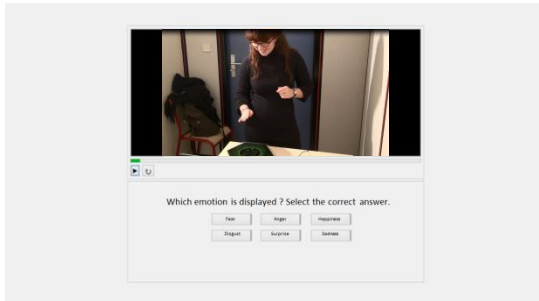 Which emotion is displayed ? Select the correct answer.
Fear Anger Happiness
Disgust Surprise Sadness